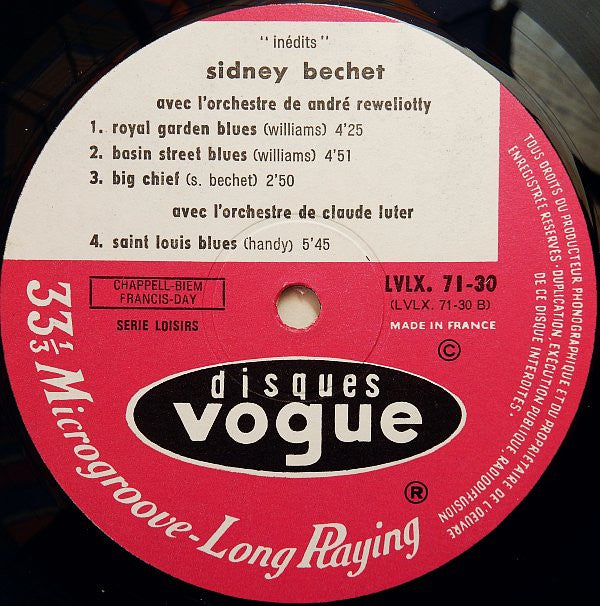 "inédits"
sidney bechet
avec l'orchestre de andré reweliotty
1. royal garden blues (williams) 4'25
2. basin street blues (williams) 4'51
3. big chief (s. bechet) 2'50
avec l'orchestre de claude luter
4. saint louis blues (handy) 5'45
CHAPPELL-BIEM
FRANCIS-DAY
SERIE LOISIRS
LVLX. 71-30
(LVLX. 71-30 B)
MADE IN FRANCE
©
disques
vogue
®
33 1/3 Microgroove-Long Playing
TOUS DROITS DU PRODUCTEUR PHONOGRAPHIQUE ET DU PROPRIÉTAIRE DE L'ŒUVRE
ENREGISTRÉE RÉSERVÉS · DUPLICATION, EXÉCUTION PUBLIQUE, RADIODIFFUSION
DE CE DISQUE INTERDITES ·